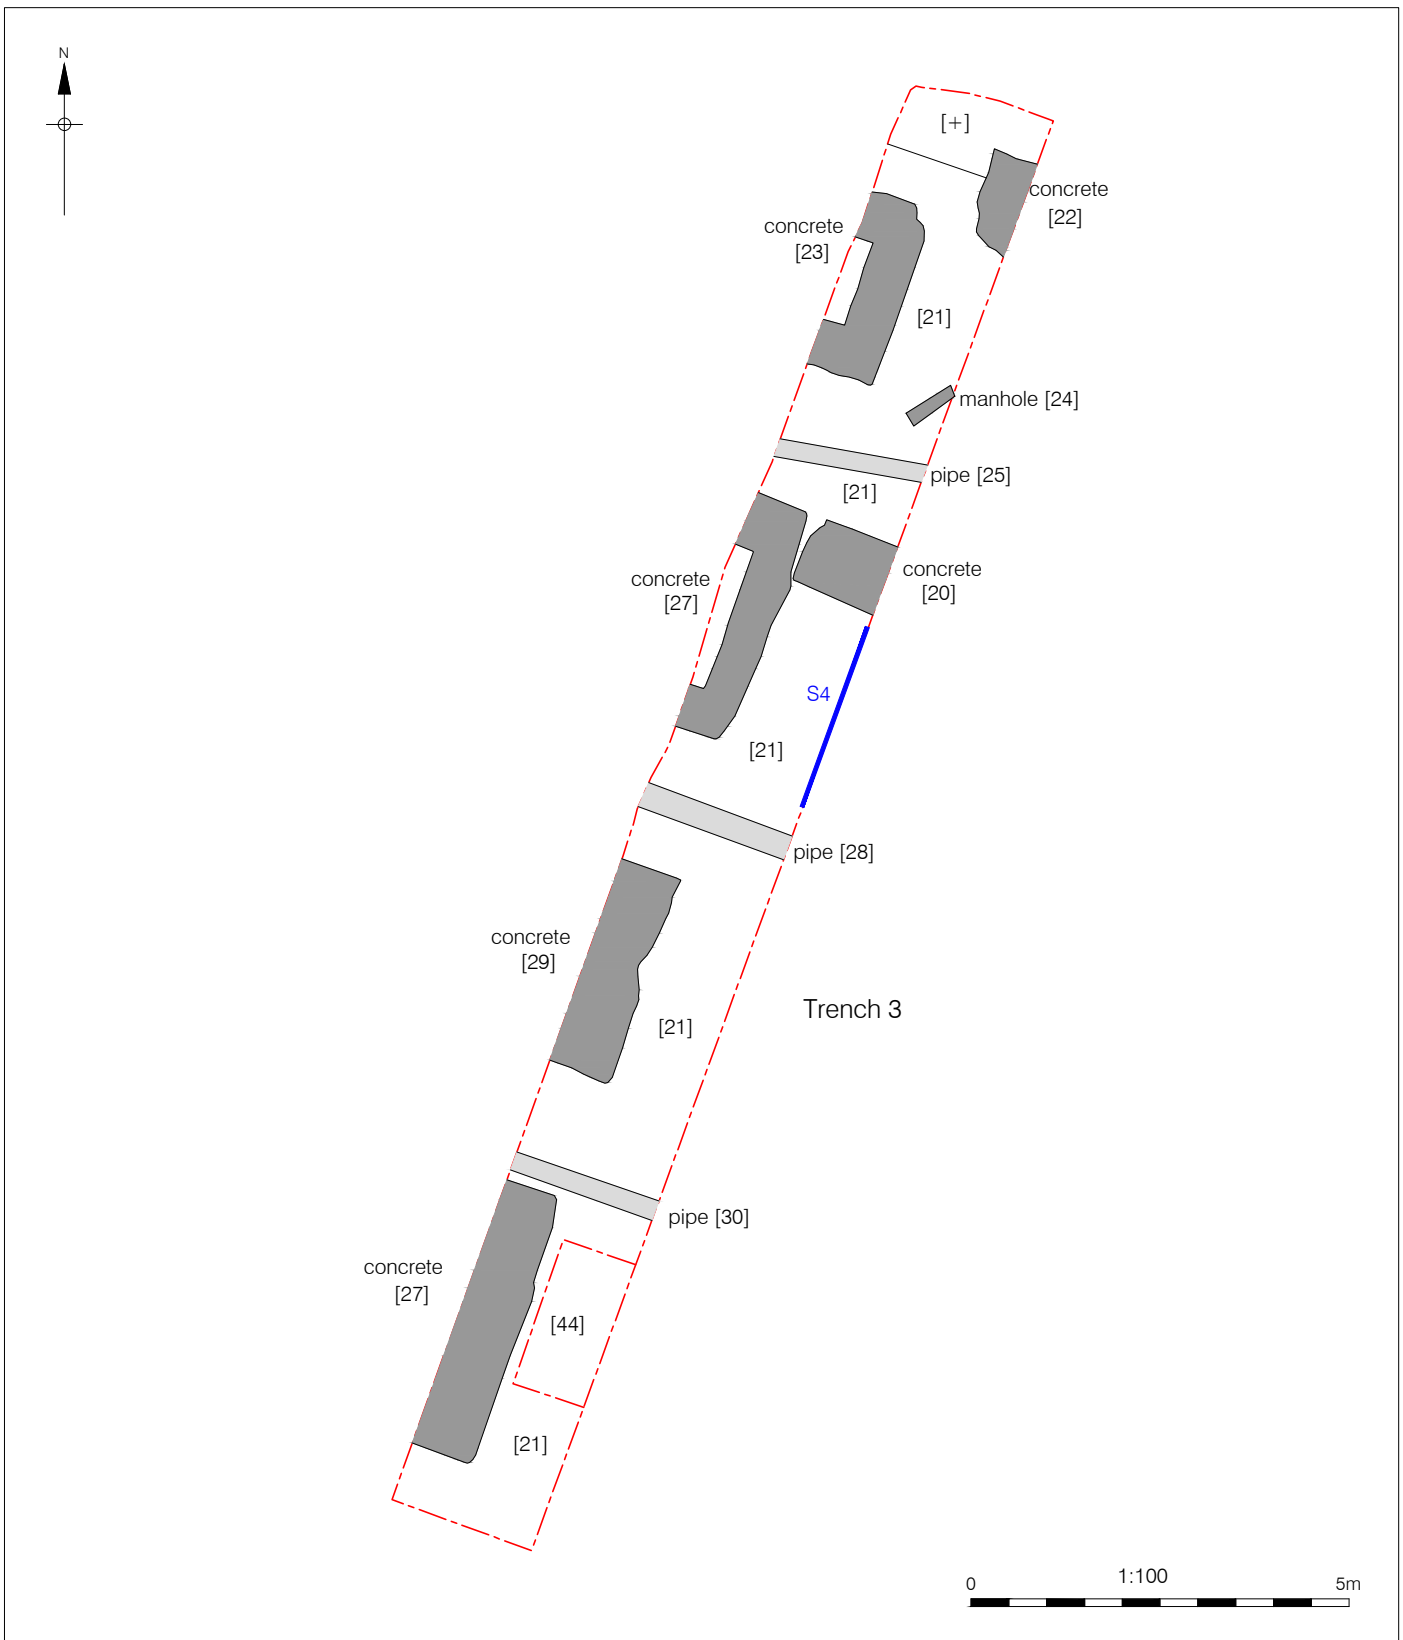 N
[+]
concrete
[22]
concrete
[23]
[21]
manhole [24]
pipe [25]
[21]
concrete
[20]
concrete
[27]
S4
[21]
pipe [28]
concrete
[29]
Trench 3
[21]
pipe [30]
concrete
[27]
[44]
[21]
0 1:100 5m